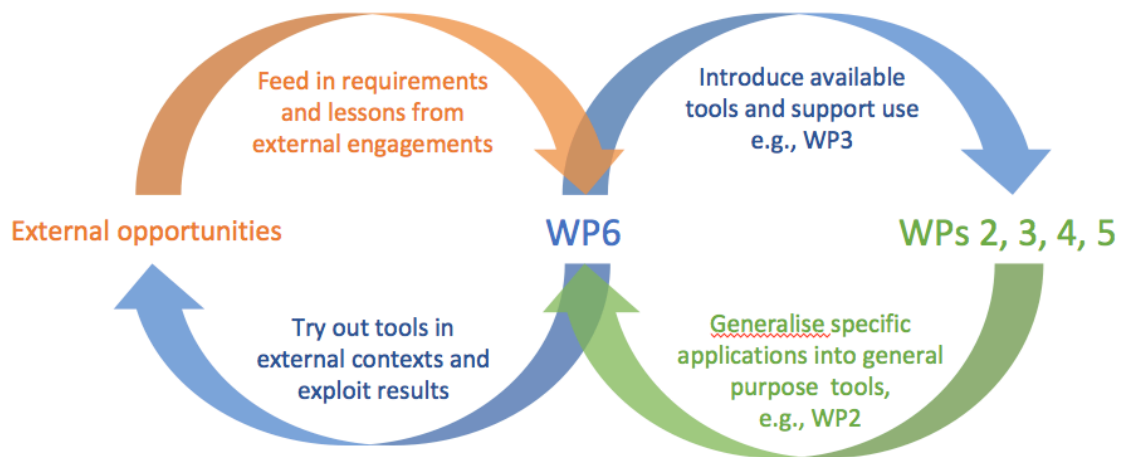 Feed in requirements
and lessons from
external engagements
Introduce available
tools and support use
e.g., WP3
External opportunities
WP6
WPs 2, 3, 4, 5
Try out tools in
external contexts and
exploit results
Generalise specific
applications into general
purpose  tools,
e.g., WP2